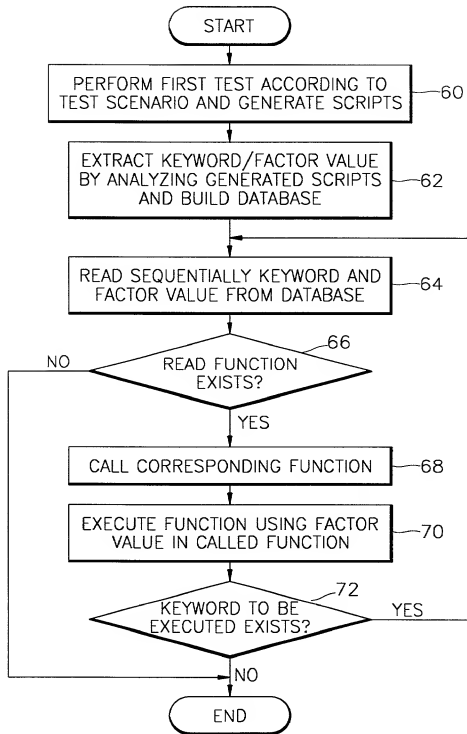 START
PERFORM FIRST TEST ACCORDING TO
TEST SCENARIO AND GENERATE SCRIPTS
60
EXTRACT KEYWORD/FACTOR VALUE
BY ANALYZING GENERATED SCRIPTS
AND BUILD DATABASE
62
READ SEQUENTIALLY KEYWORD AND
FACTOR VALUE FROM DATABASE
64
66
NO
READ FUNCTION
EXISTS?
YES
CALL CORRESPONDING FUNCTION
68
EXECUTE FUNCTION USING FACTOR
VALUE IN CALLED FUNCTION
70
72
KEYWORD TO BE
EXECUTED EXISTS?
YES
NO
END